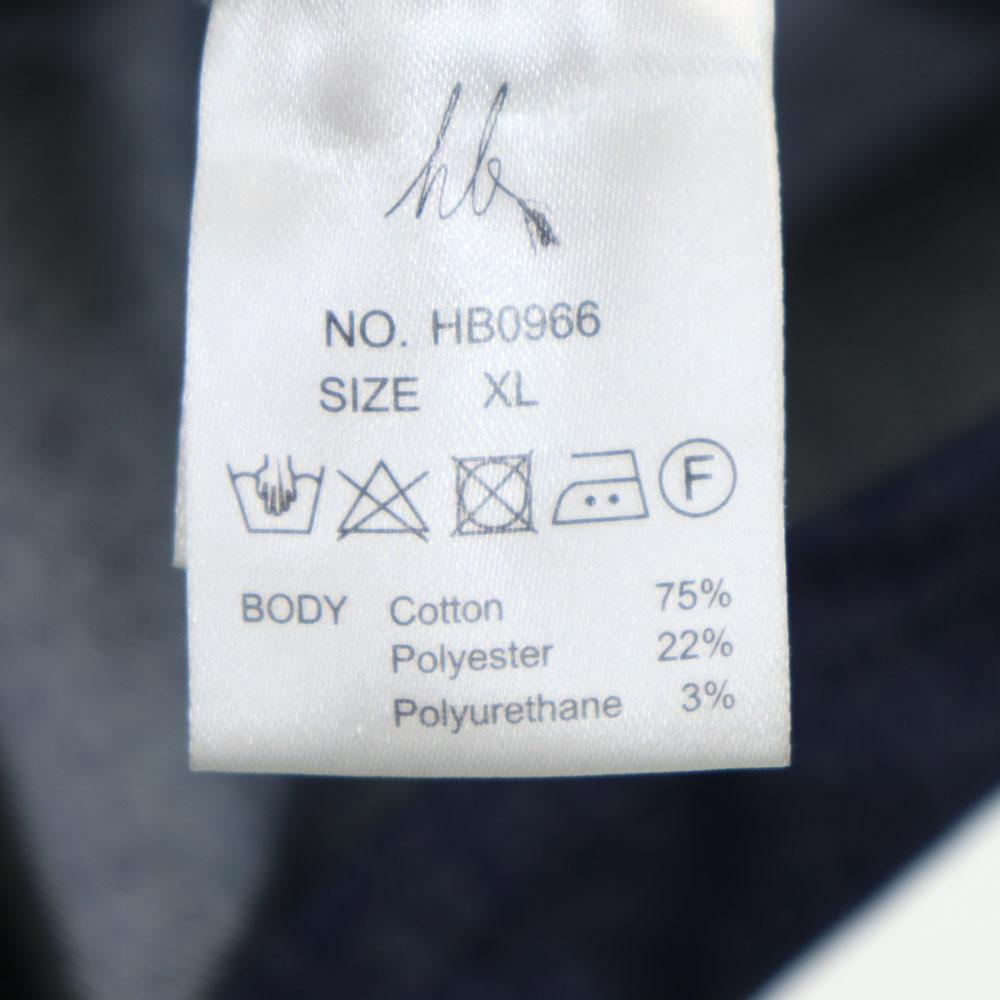 hb
NO. HB0966
SIZE XL
F
BODY Cotton 75%
Polyester 22%
Polyurethane 3%